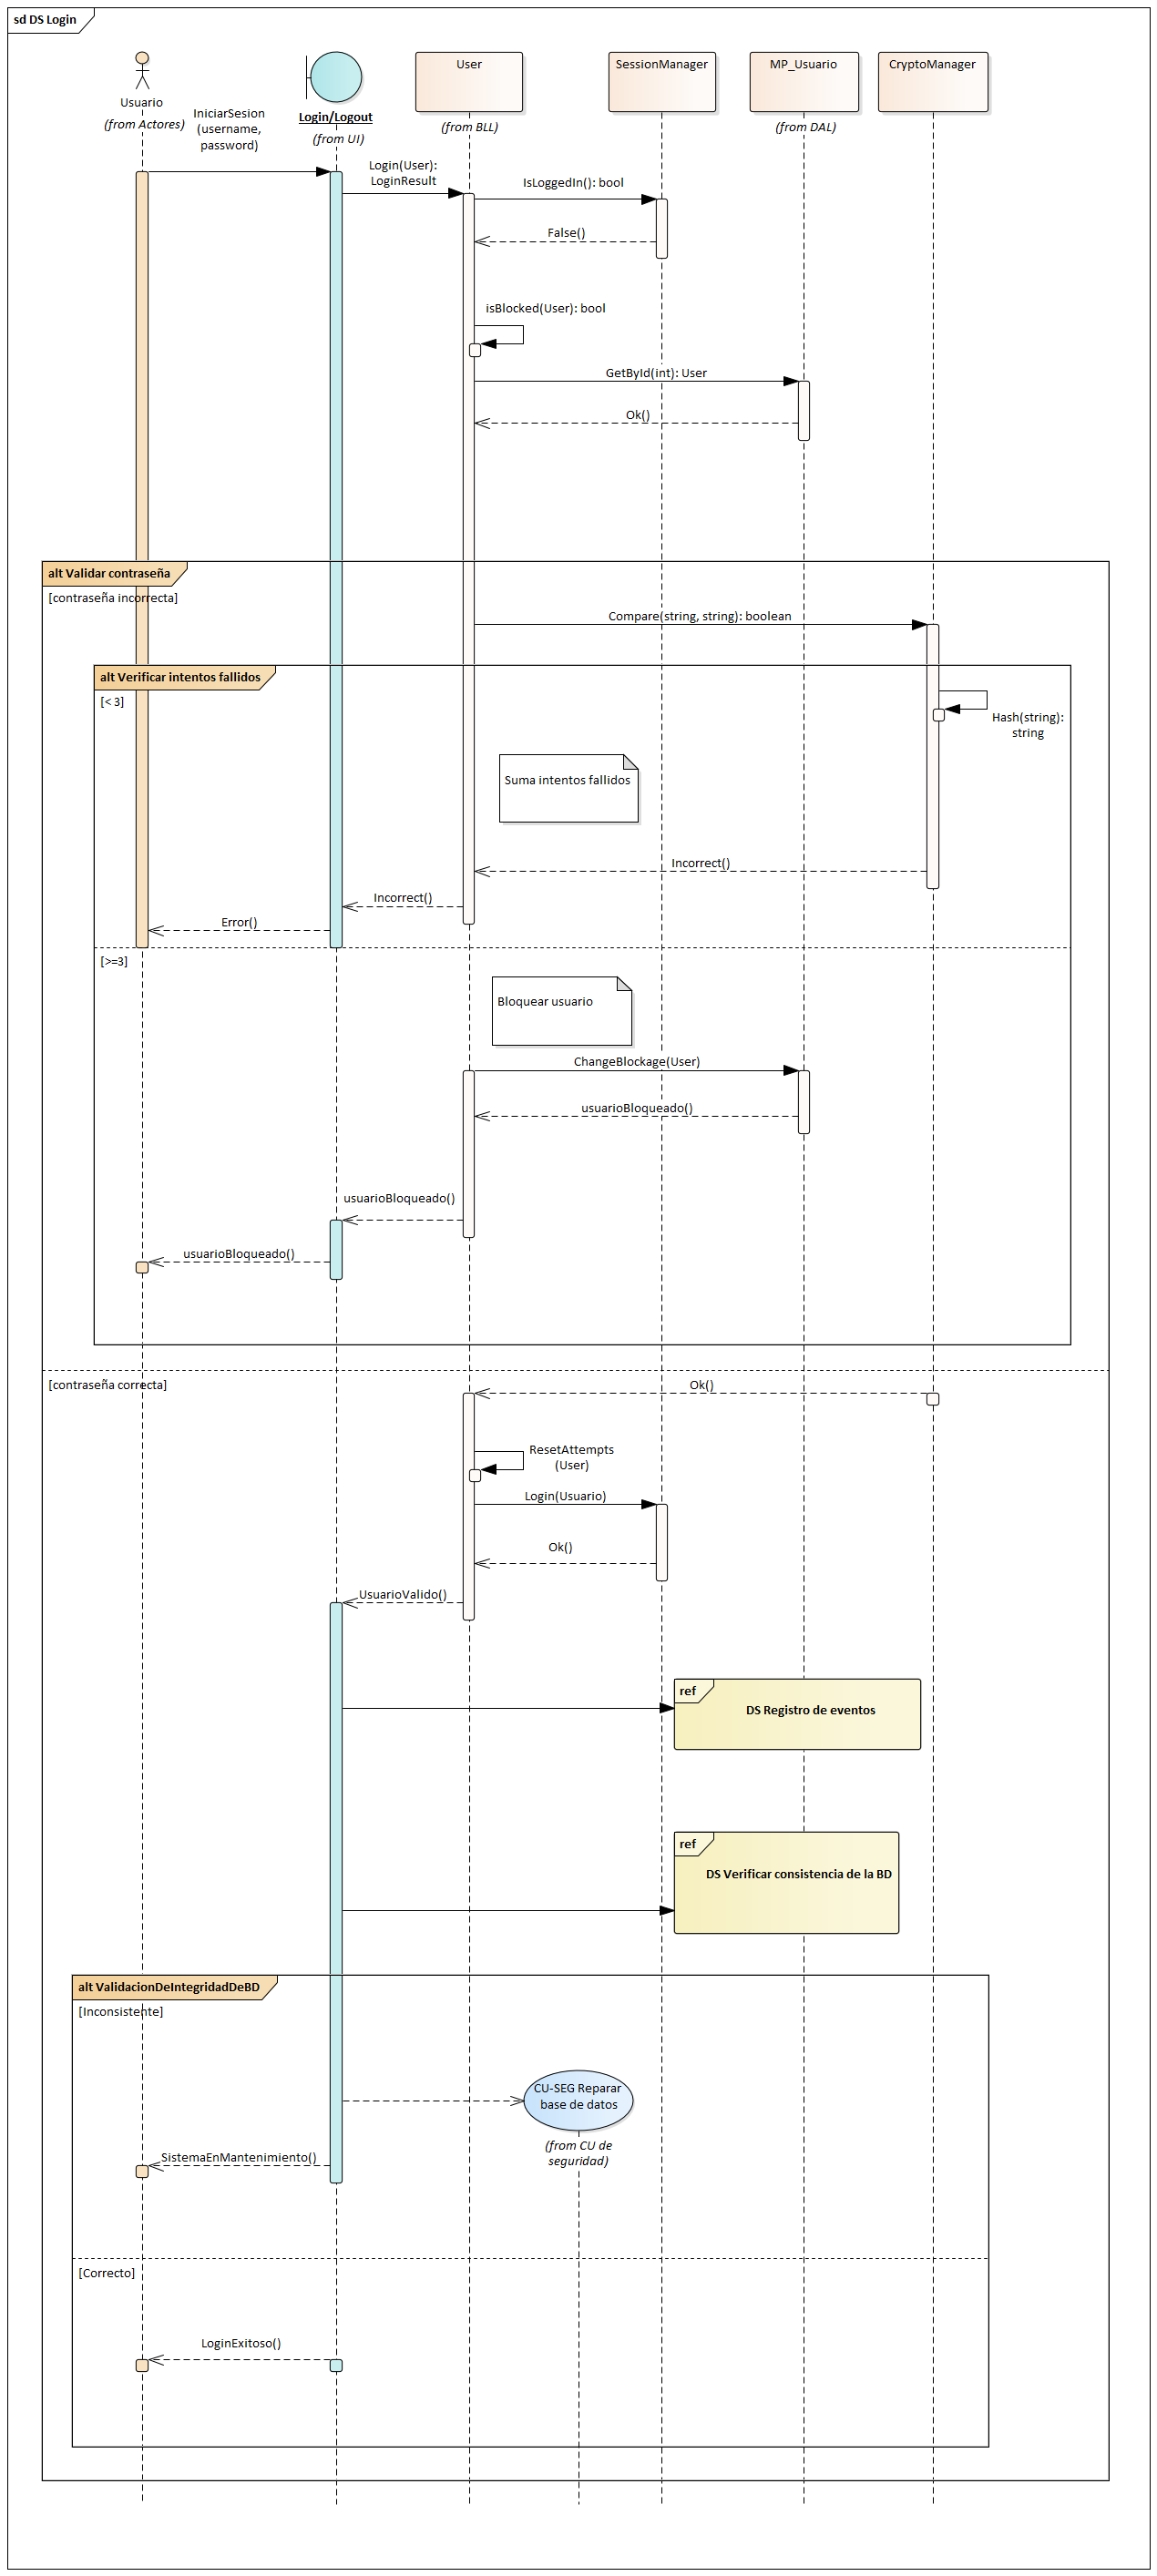 sd DS Login
Usuario
(from Actores)
Login/Logout
(from UI)
User
(from BLL)
SessionManager
MP_Usuario
(from DAL)
CryptoManager
IniciarSesion
(username,
password)
Login(User):
LoginResult
IsLoggedIn(): bool
False()
isBlocked(User): bool
GetById(int): User
Ok()
alt Validar contraseña
[contraseña incorrecta]
Compare(string, string): boolean
alt Verificar intentos fallidos
[< 3]
Hash(string):
string
Suma intentos fallidos
Incorrect()
Incorrect()
Error()
[>=3]
Bloquear usuario
ChangeBlockage(User)
usuarioBloqueado()
usuarioBloqueado()
usuarioBloqueado()
[contraseña correcta]
Ok()
ResetAttempts
(User)
Login(Usuario)
Ok()
UsuarioValido()
ref
DS Registro de eventos
ref
DS Verificar consistencia de la BD
alt ValidacionDeIntegridadDeBD
[Inconsistente]
CU-SEG Reparar
base de datos
(from CU de
seguridad)
SistemaEnMantenimiento()
[Correcto]
LoginExitoso()